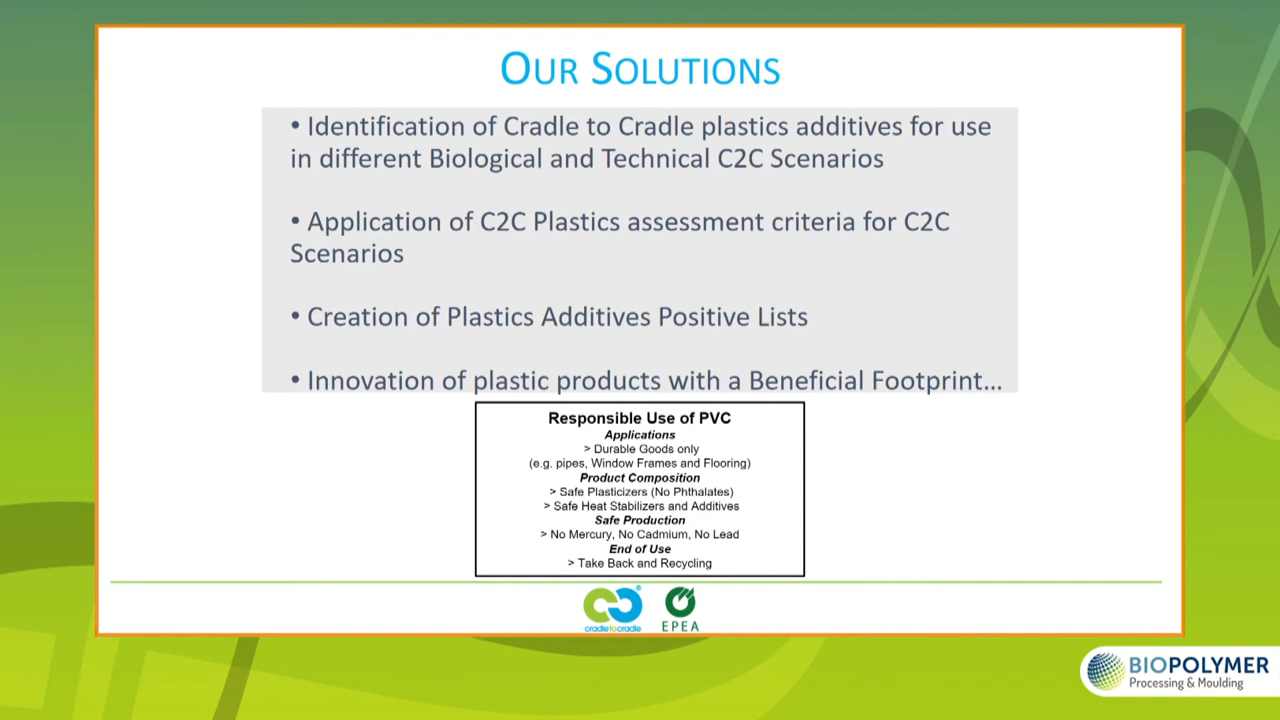 OUR SOLUTIONS
• Identification of Cradle to Cradle plastics additives for use
in different Biological and Technical C2C Scenarios
• Application of C2C Plastics assessment criteria for C2C
Scenarios
• Creation of Plastics Additives Positive Lists
• Innovation of plastic products with a Beneficial Footprint...
Responsible Use of PVC
Applications
> Durable Goods only
(e.g. pipes, Window Frames and Flooring)
Product Composition
> Safe Plasticizers (No Phthalates)
> Safe Heat Stabilizers and Additives
Safe Production
> No Mercury, No Cadmium, No Lead
End of Use
> Take Back and Recycling
cradletocradle ®
EPEA
BIOPOLYMER
Processing & Moulding